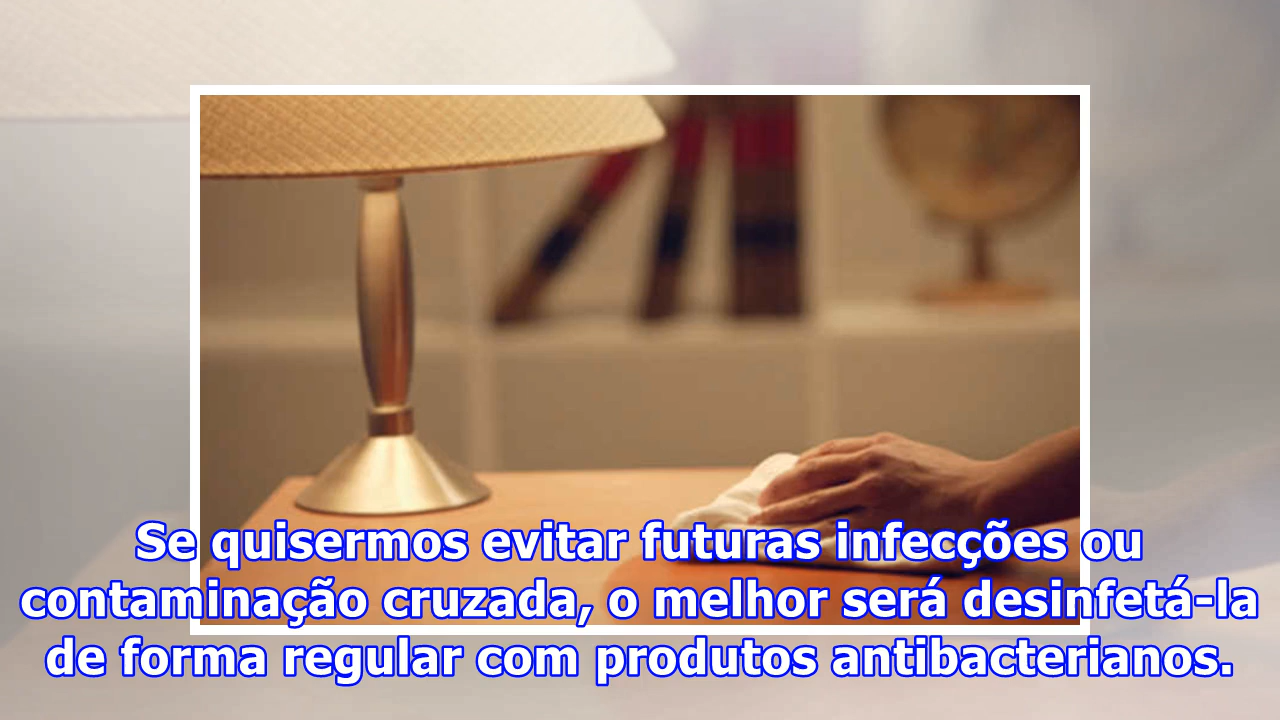 Se quisermos evitar futuras infecções ou
contaminação cruzada, o melhor será desinfetá-la
de forma regular com produtos antibacterianos.